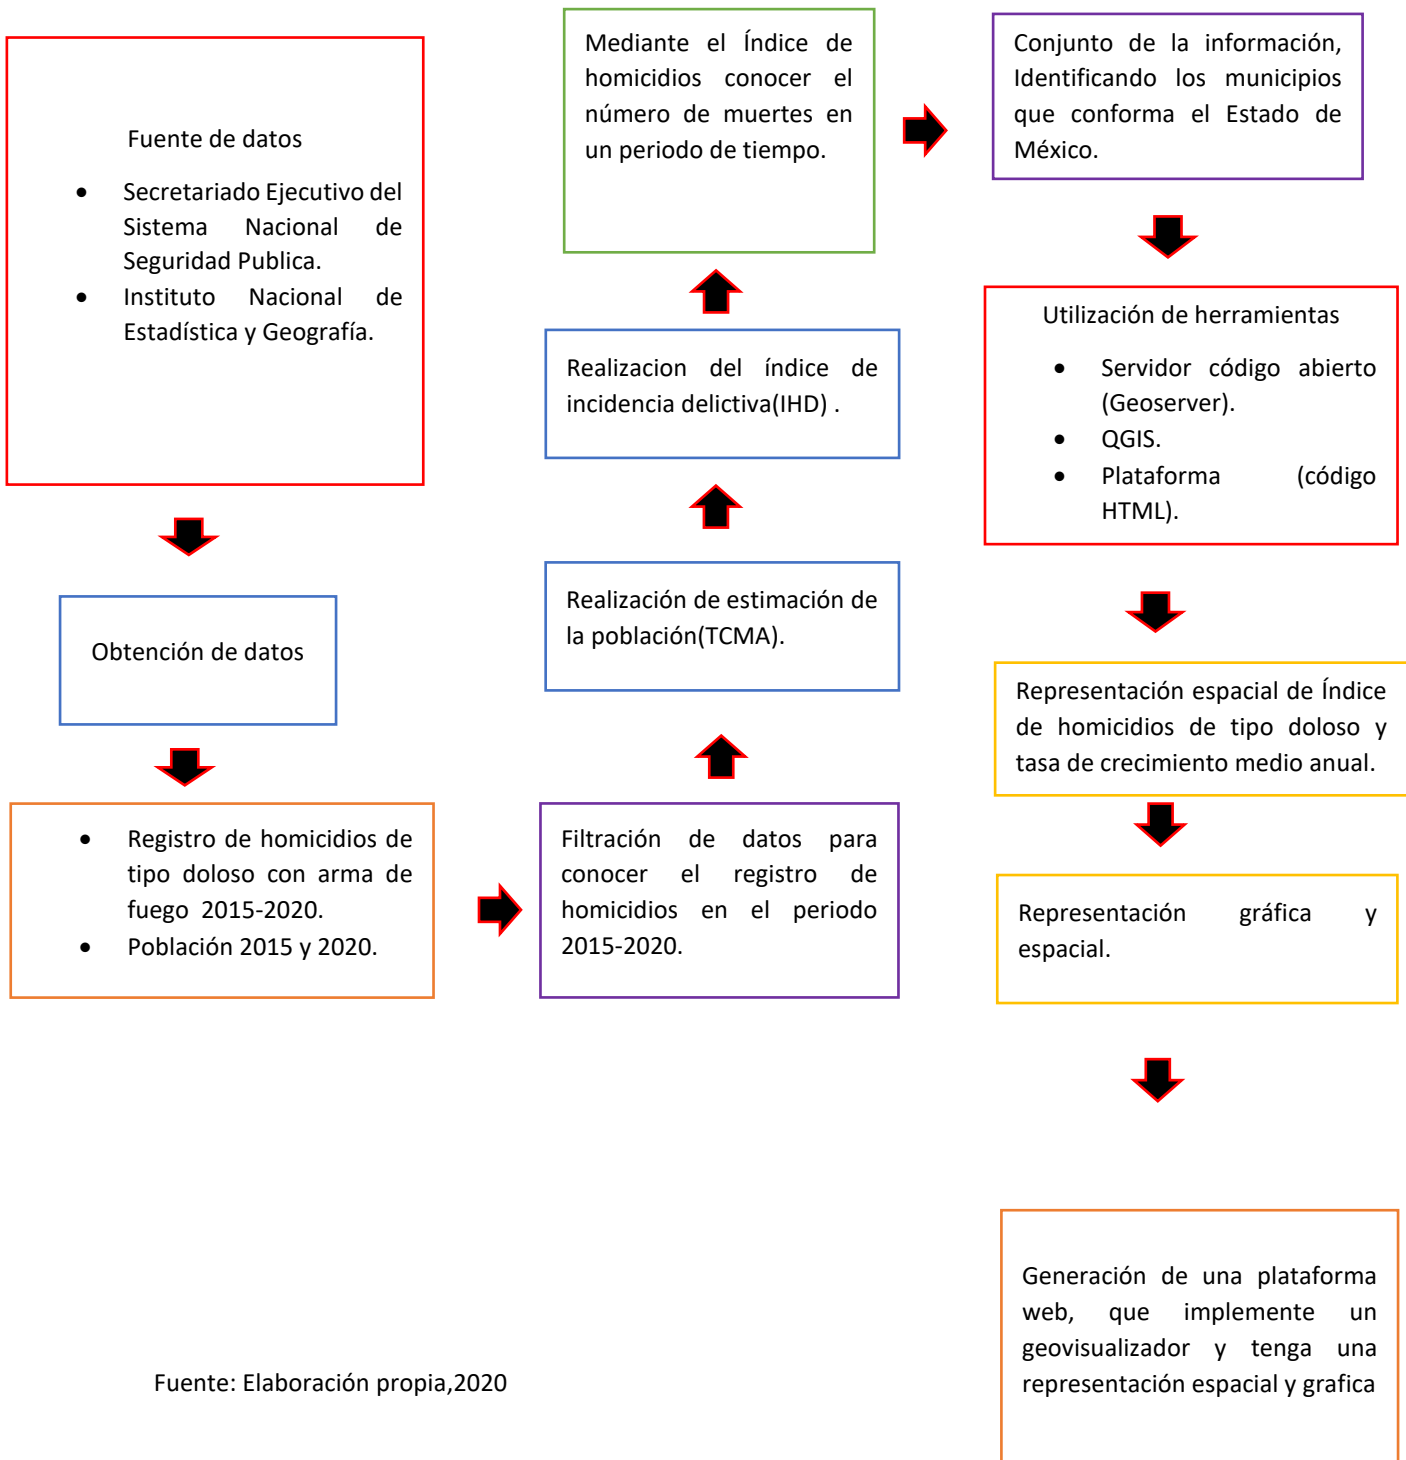 Fuente de datos
• Secretariado Ejecutivo del
Sistema Nacional de
Seguridad Publica.
• Instituto Nacional de
Estadística y Geografía.
Obtención de datos
• Registro de homicidios de
tipo doloso con arma de
fuego 2015-2020.
• Población 2015 y 2020.
Filtración de datos para
conocer el registro de
homicidios en el periodo
2015-2020.
Realización de estimación de
la población(TCMA).
Realizacion del índice de
incidencia delictiva(IHD) .
Mediante el Índice de
homicidios conocer el
número de muertes en
un periodo de tiempo.
Conjunto de la información,
Identificando los municipios
que conforma el Estado de
México.
Utilización de herramientas
• Servidor código abierto
(Geoserver).
• QGIS.
• Plataforma (código
HTML).
Representación espacial de Índice
de homicidios de tipo doloso y
tasa de crecimiento medio anual.
Representación gráfica y
espacial.
Generación de una plataforma
web, que implemente un
geovisualizador y tenga una
representación espacial y grafica
Fuente: Elaboración propia,2020